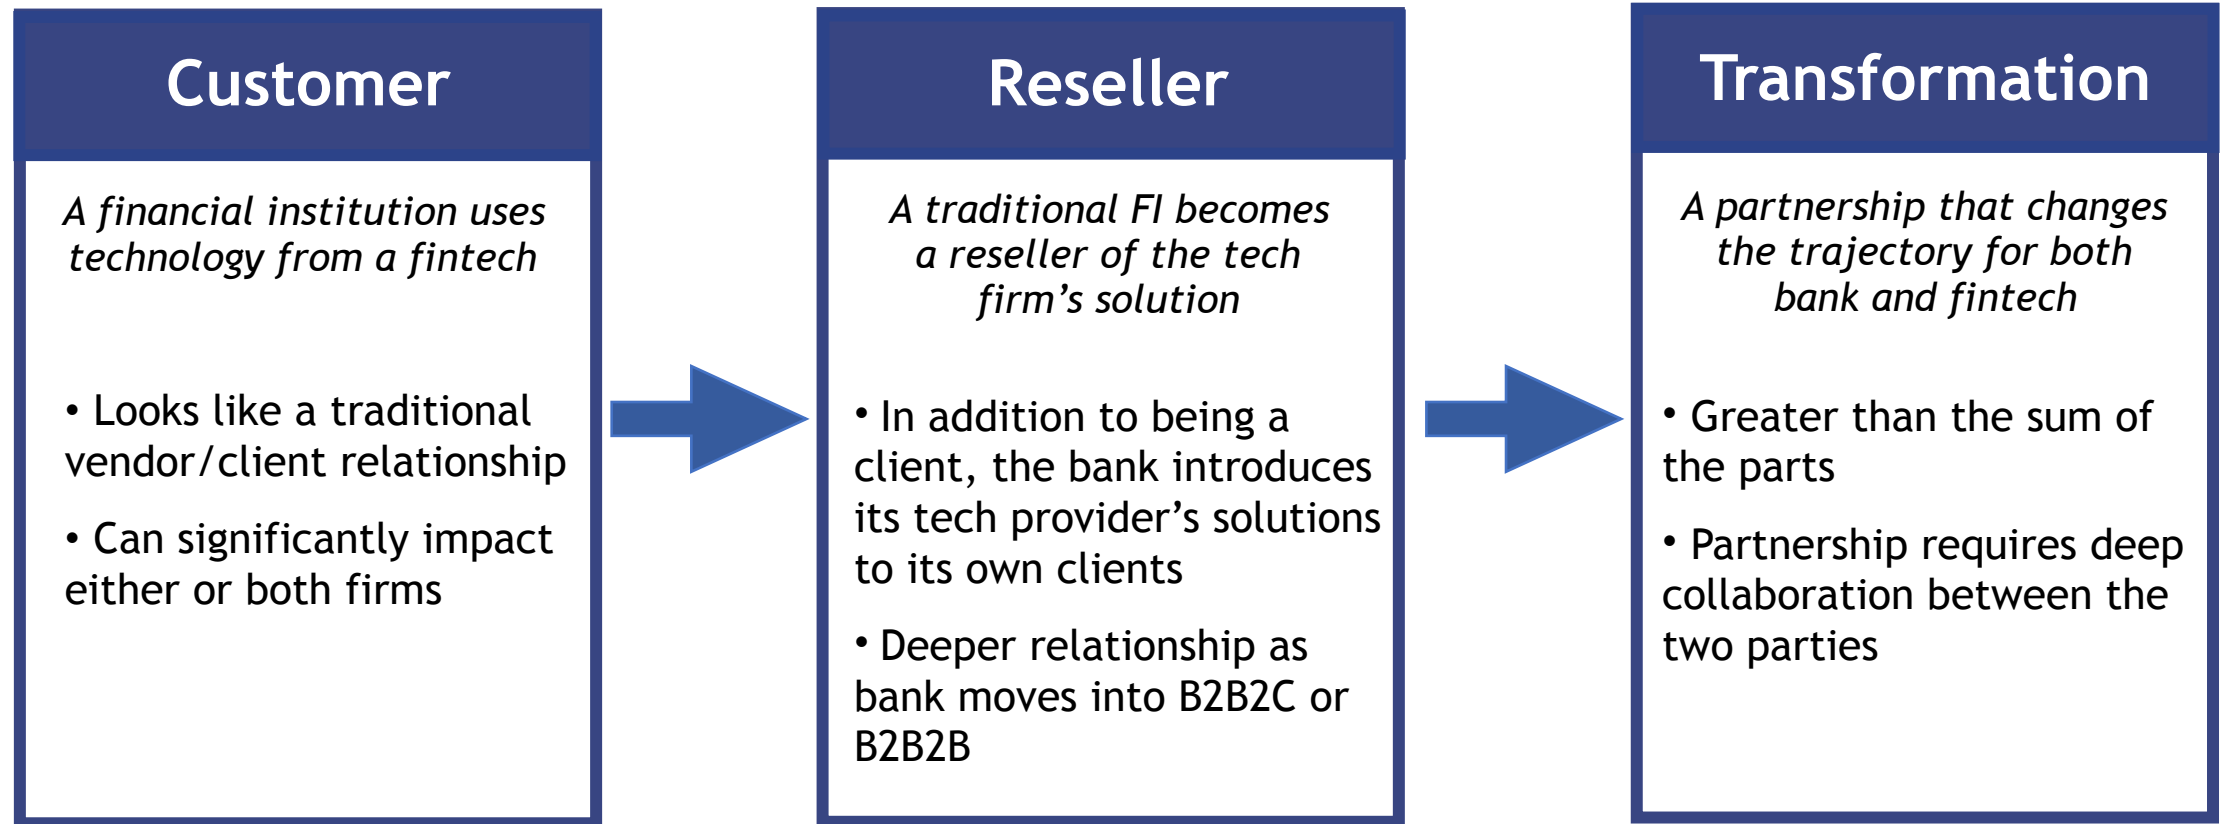 Customer
A financial institution uses
technology from a fintech
• Looks like a traditional
vendor/client relationship
• Can significantly impact
either or both firms
Reseller
A traditional FI becomes
a reseller of the tech
firm’s solution
• In addition to being a
client, the bank introduces
its tech provider’s solutions
to its own clients
• Deeper relationship as
bank moves into B2B2C or
B2B2B
Transformation
A partnership that changes
the trajectory for both
bank and fintech
• Greater than the sum of
the parts
• Partnership requires deep
collaboration between the
two parties